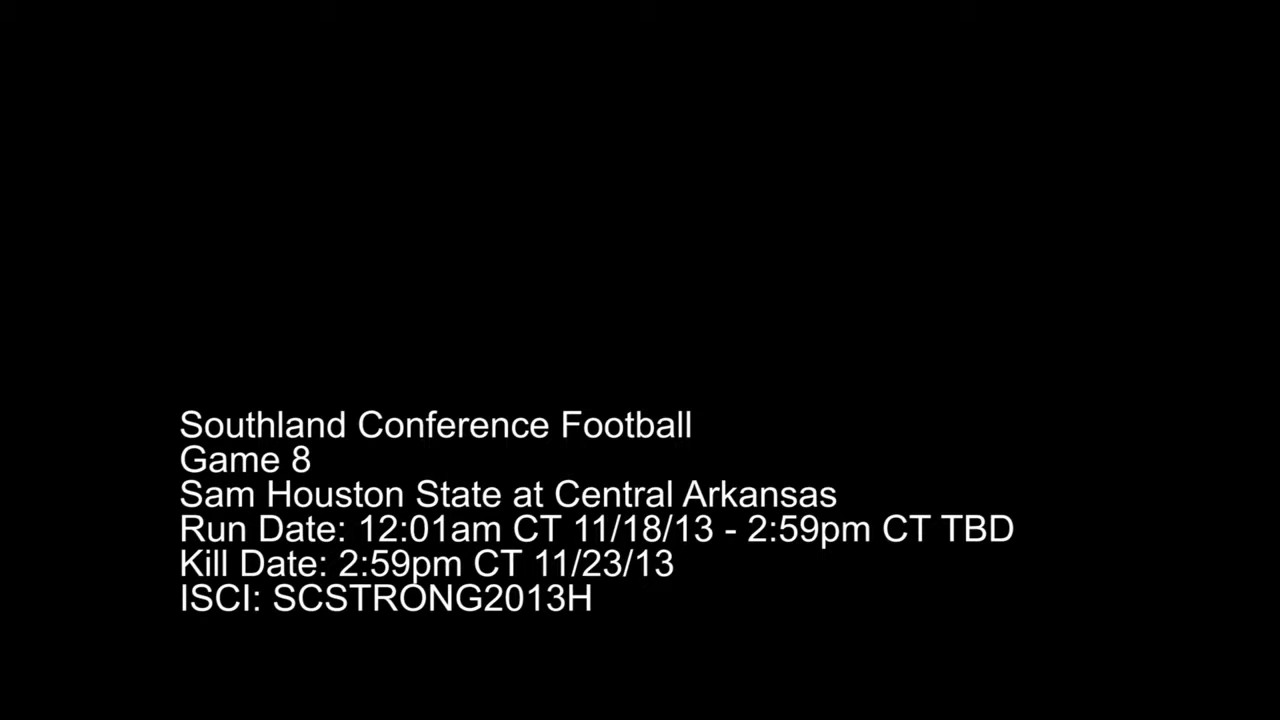 Southland Conference Football
Game 8
Sam Houston State at Central Arkansas
Run Date: 12:01am CT 11/18/13 - 2:59pm CT TBD
Kill Date: 2:59pm CT 11/23/13
ISCI: SCSTRONG2013H